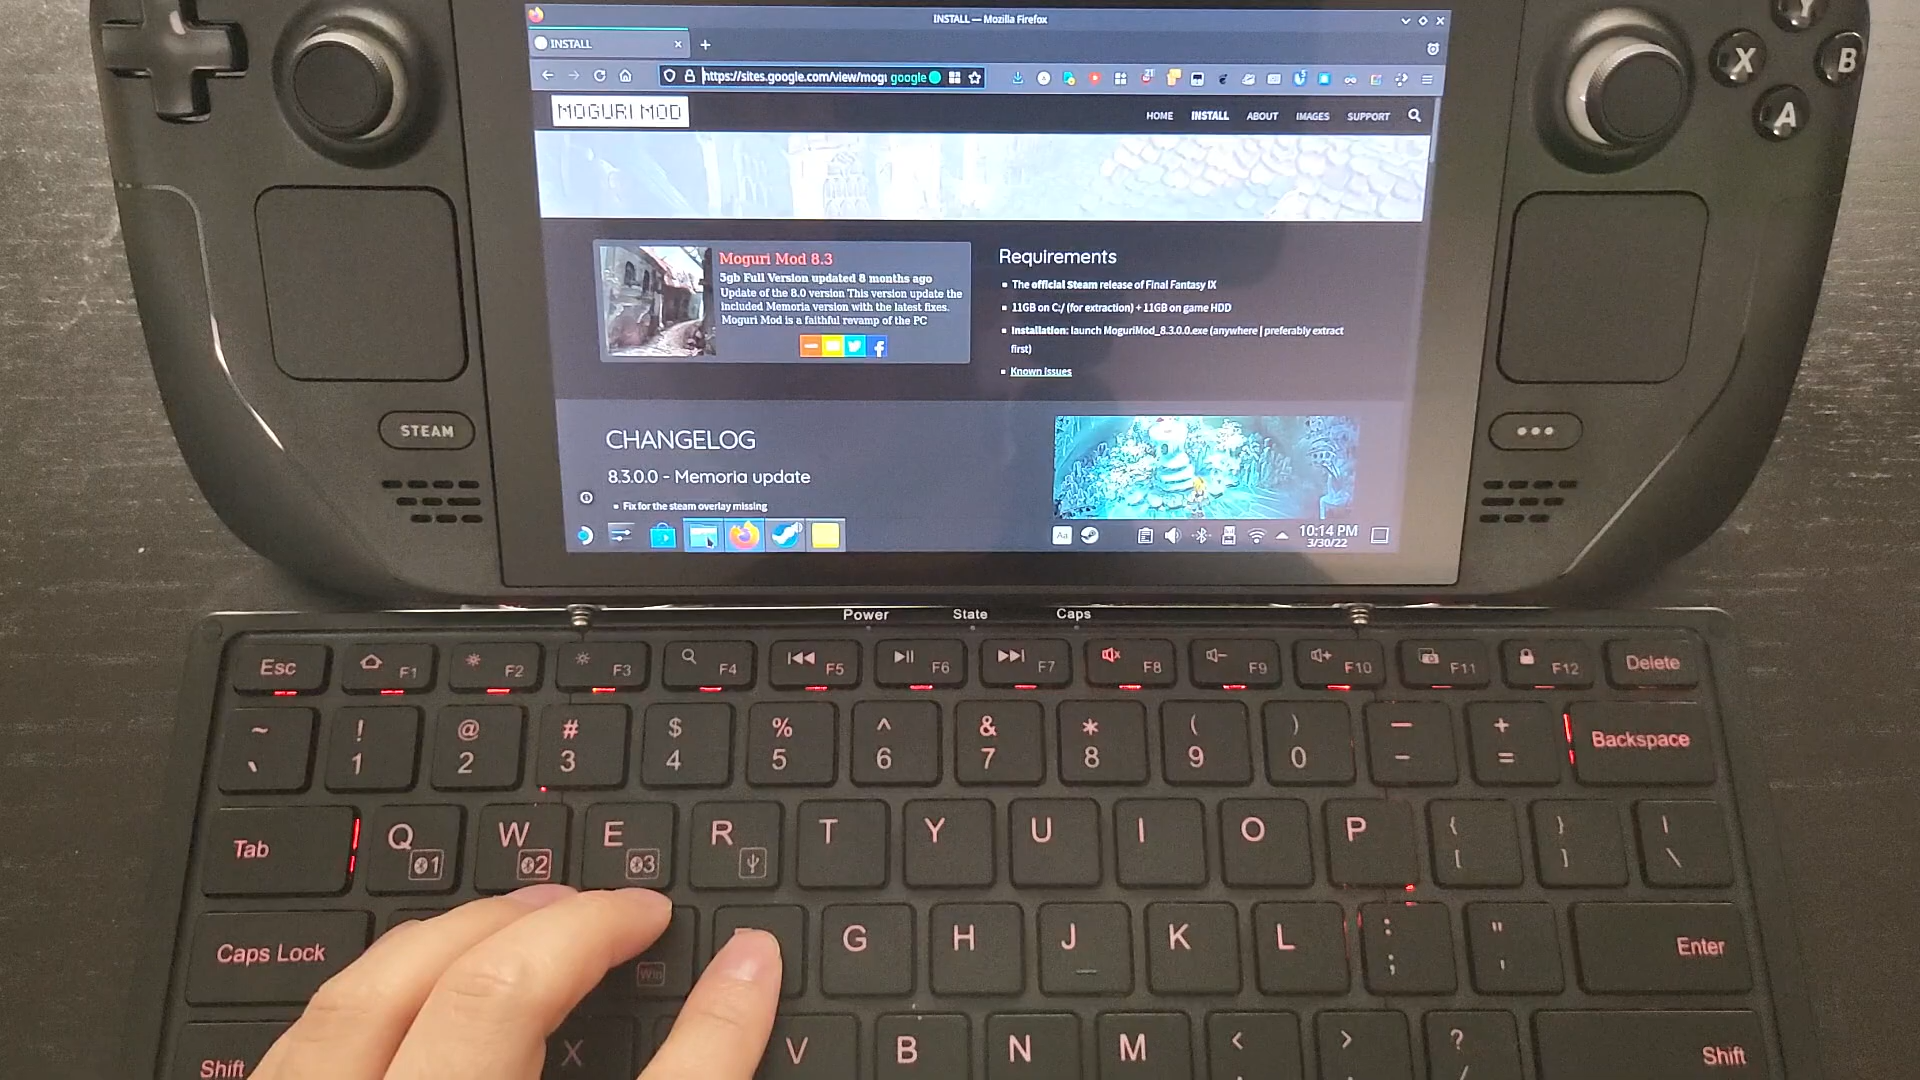 INSTALL — Mozilla Firefox
INSTALL
https://sites.google.com/view/mogu google
MOGURI MOD
HOME INSTALL ABOUT IMAGES SUPPORT
Moguri Mod 8.3
5gb Full Version updated 8 months ago
Update of the 8.0 version This version update the
included Memoria version with the latest fixes.
Moguri Mod is a faithful revamp of the PC
Requirements
The official Steam release of Final Fantasy IX
11GB on C:/ (for extraction) + 11GB on game HDD
Installation: launch MoguriMod_8.3.0.0.exe (anywhere | preferably extract
first)
Known Issues
CHANGELOG
8.3.0.0 - Memoria update
Fix for the steam overlay missing
Aa
10:14 PM
3/30/22
Y
X B
A
STEAM
Power State Caps
Esc F1 F2 F3 F4 F5 F6 F7 F8 F9 F10 F11 F12 Delete
~ ! @ # $ % ^ & * ( ) — +
` 1 2 3 4 5 6 7 8 9 0 - = Backspace
Tab Q W E R T Y U I O P { } |
1 2 3 [ ] \
Caps Lock G H J K L : " Enter
Win ; '
Shift X V B N M < > ? Shift
/